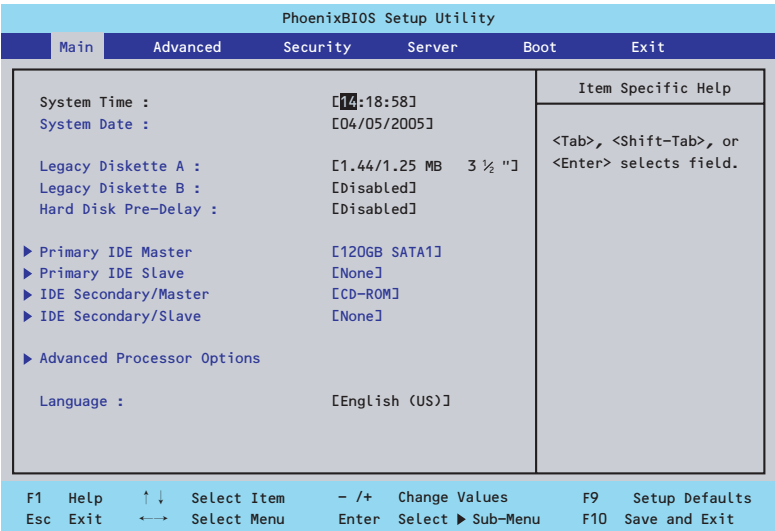 PhoenixBIOS Setup Utility
Main Advanced Security Server Boot Exit
Item Specific Help
System Time : [14:18:58]
System Date : [04/05/2005]
<Tab>, <Shift-Tab>, or
<Enter> selects field.
Legacy Diskette A : [1.44/1.25 MB 3 ½ "]
Legacy Diskette B : [Disabled]
Hard Disk Pre-Delay : [Disabled]
▶ Primary IDE Master [120GB SATA1]
▶ Primary IDE Slave [None]
▶ IDE Secondary/Master [CD-ROM]
▶ IDE Secondary/Slave [None]
▶ Advanced Processor Options
Language : [English (US)]
F1 Help ↑↓ Select Item - /+ Change Values F9 Setup Defaults
Esc Exit ←→ Select Menu Enter Select ▶ Sub-Menu F10 Save and Exit